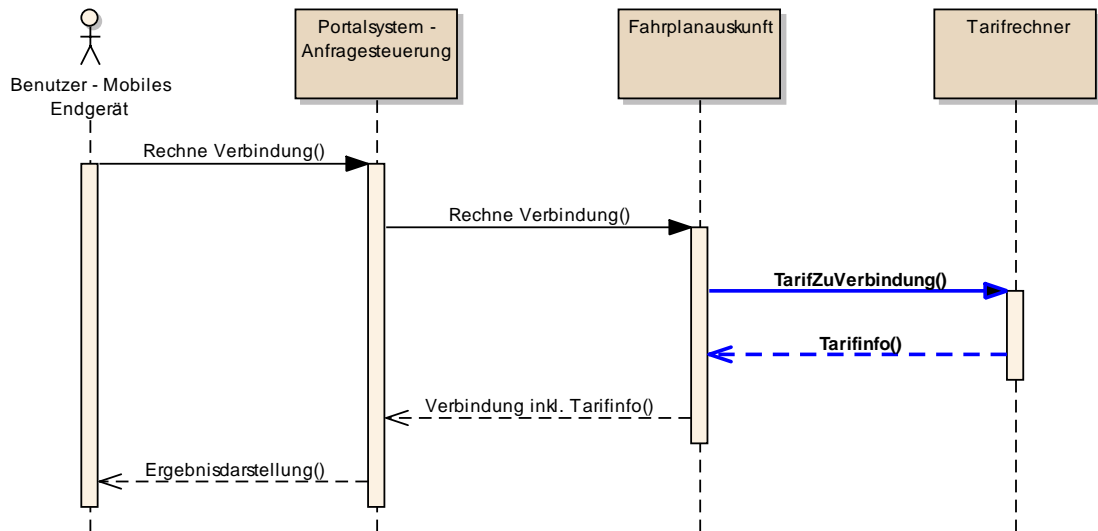 Benutzer - Mobiles
Endgerät
Portalsystem -
Anfragesteuerung
Fahrplanauskunft
Tarifrechner
Rechne Verbindung()
Rechne Verbindung()
TarifZuVerbindung()
Tarifinfo()
Verbindung inkl. Tarifinfo()
Ergebnisdarstellung()